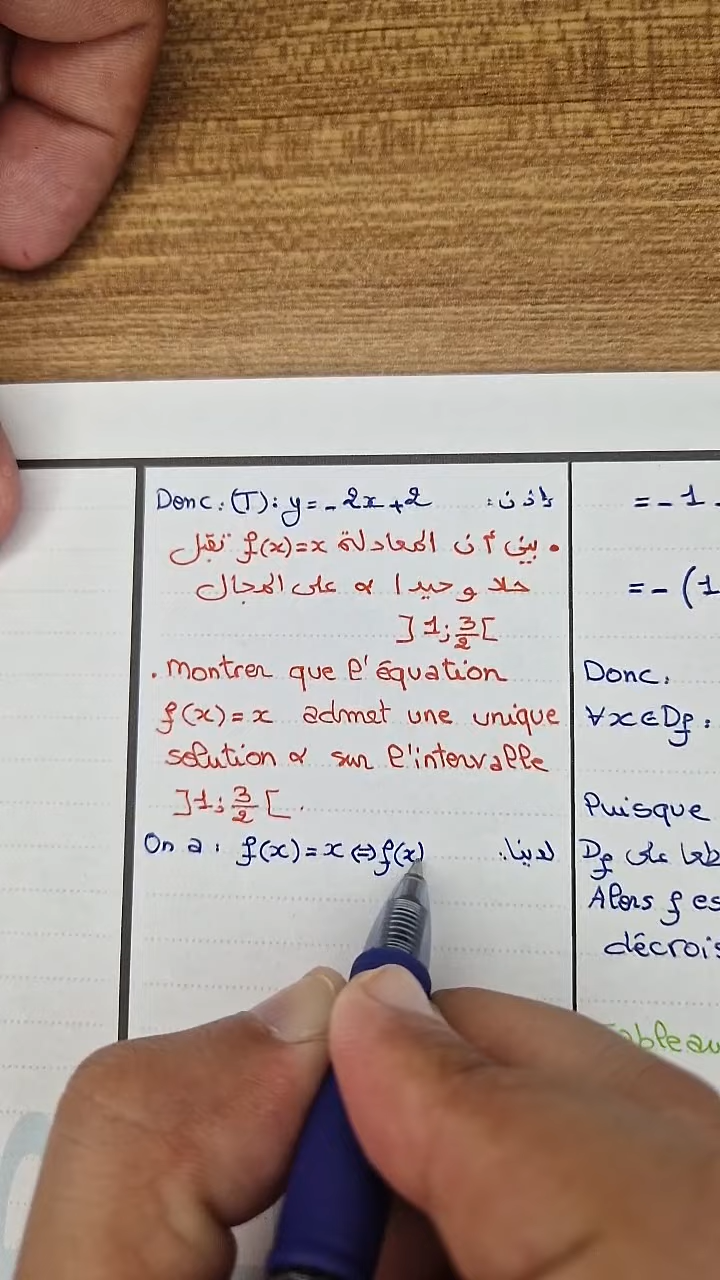 Donc: (T): y = -2x + 2 إذن:
• بين أن المعادلة f(x)=x تقبل
حلا وحيدا α على المجال
]1; 3/2[
. Montrer que l'équation
f(x)=x admet une unique
solution α sur l'intervalle
]1; 3/2[.
On a: f(x) = x ⇔ f(x) لدينا:
= - 1
= - (1
Donc:
∀x∈Df:
Puisque
Df على
Alors f es
décrois
ableau